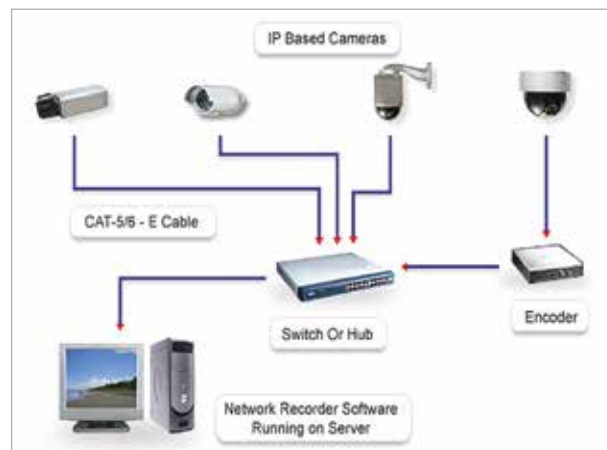 IP Based Cameras
CAT-5/6 - E Cable
Switch Or Hub
Encoder
Network Recorder Software
Running on Server